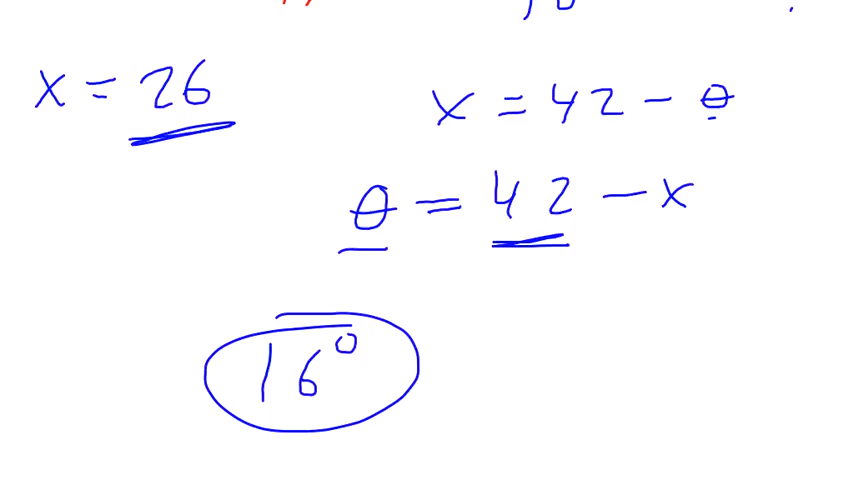 x = 26
x = 42 - θ
θ = 42 - x
16°